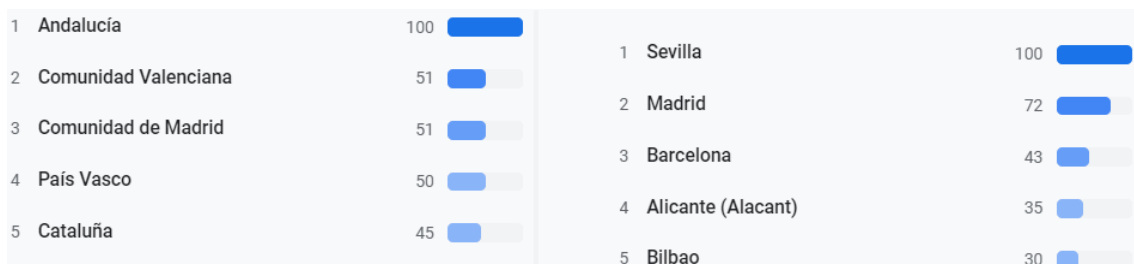 1 Andalucía 100
2 Comunidad Valenciana 51
3 Comunidad de Madrid 51
4 País Vasco 50
5 Cataluña 45
1 Sevilla 100
2 Madrid 72
3 Barcelona 43
4 Alicante (Alacant) 35
5 Bilbao 30